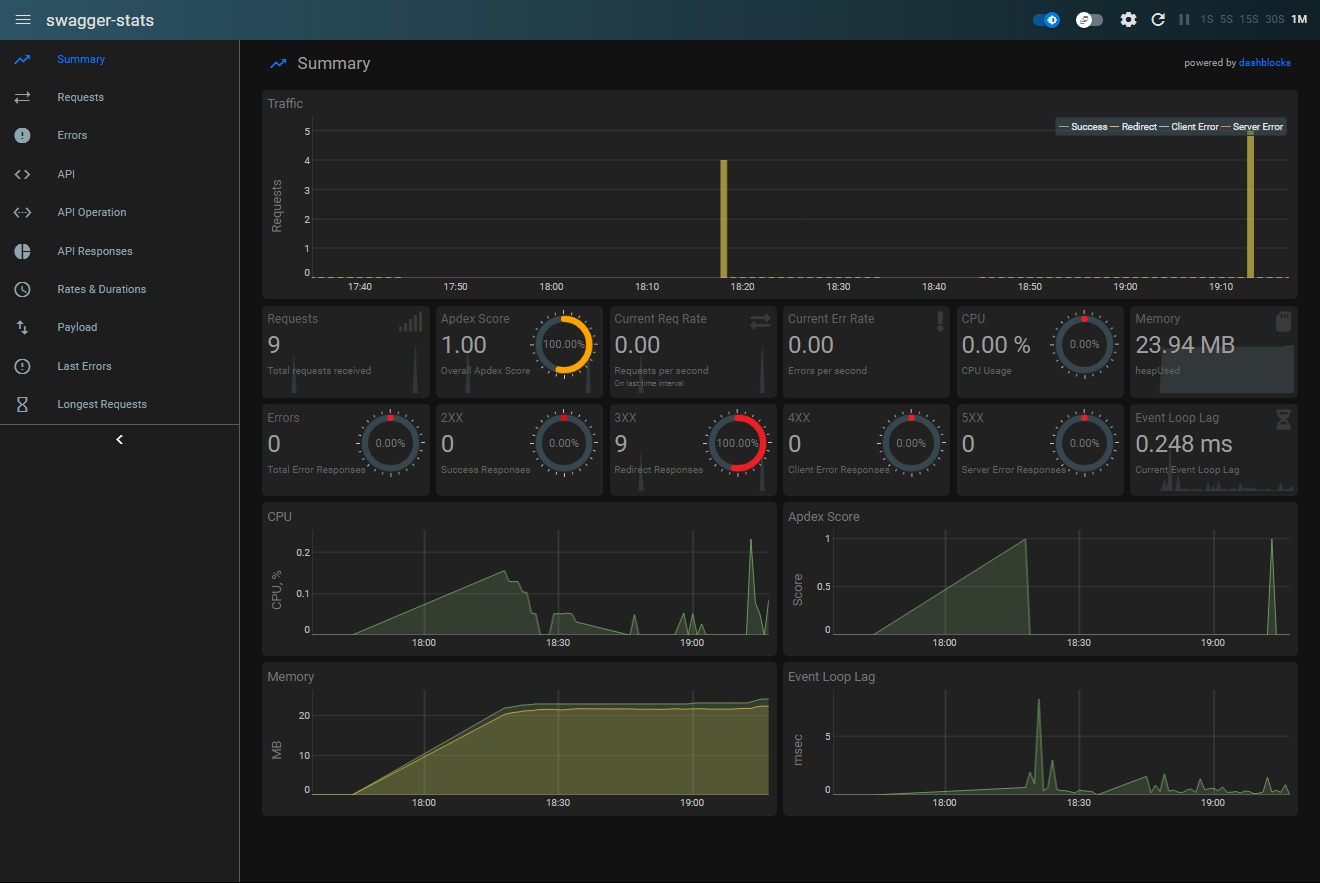 swagger-stats
1S 5S 15S 30S 1M
Summary
Requests
Errors
API
API Operation
API Responses
Rates & Durations
Payload
Last Errors
Longest Requests
Summary
powered by dashblocks
Traffic
Success Redirect Client Error Server Error
Requests
5
4
3
2
1
0
17:40 17:50 18:00 18:10 18:20 18:30 18:40 18:50 19:00 19:10
Requests
9
Total requests received
Apdex Score
1.00
Overall Apdex Score
100.00%
Current Req Rate
0.00
Requests per second
On last time interval
Current Err Rate
0.00
Errors per second
CPU
0.00 %
CPU Usage
0.00%
Memory
23.94 MB
heapUsed
Errors
0
Total Error Responses
0.00%
2XX
0
Success Responses
0.00%
3XX
9
Redirect Responses
100.00%
4XX
0
Client Error Responses
0.00%
5XX
0
Server Error Responses
0.00%
Event Loop Lag
0.248 ms
Current Event Loop Lag
CPU
CPU, %
0.2
0.1
0
18:00 18:30 19:00
Apdex Score
Score
1
0.5
0
18:00 18:30 19:00
Memory
MB
20
10
0
18:00 18:30 19:00
Event Loop Lag
msec
5
0
18:00 18:30 19:00